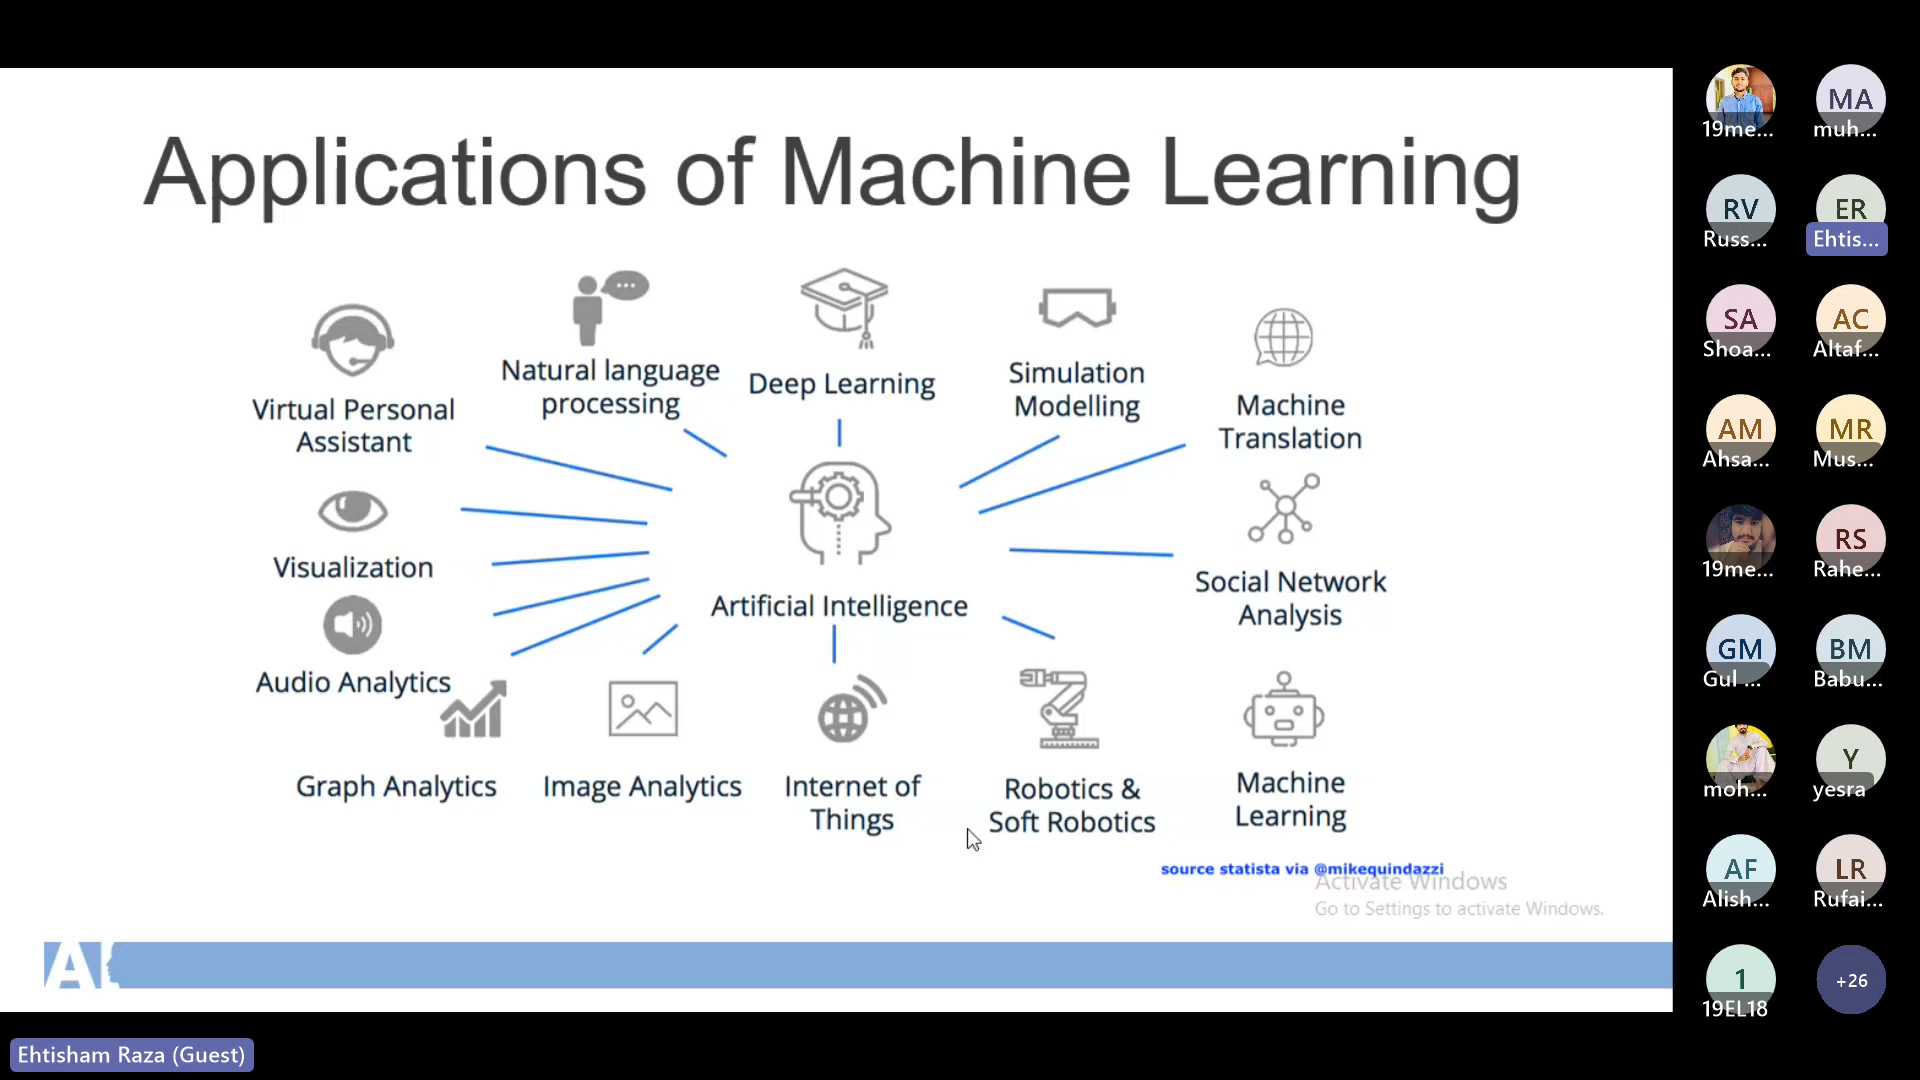 Applications of Machine Learning
Virtual Personal
Assistant
Natural language
processing
Deep Learning
Simulation
Modelling
Machine
Translation
Visualization
Artificial Intelligence
Social Network
Analysis
Audio Analytics
Graph Analytics
Image Analytics
Internet of
Things
Robotics &
Soft Robotics
Machine
Learning
source statista via @mikequindazzi
Activate Windows
Go to Settings to activate Windows.
A
Ehtisham Raza (Guest)
19me...
MA
muh...
RV
Russ...
ER
Ehtis...
SA
Shoa...
AC
Altaf...
AM
Ahsa...
MR
Mus...
19me...
RS
Rahe...
GM
Gul ...
BM
Babu...
moh...
Y
yesra
AF
Alish...
LR
Rufai...
1
19EL18
+26